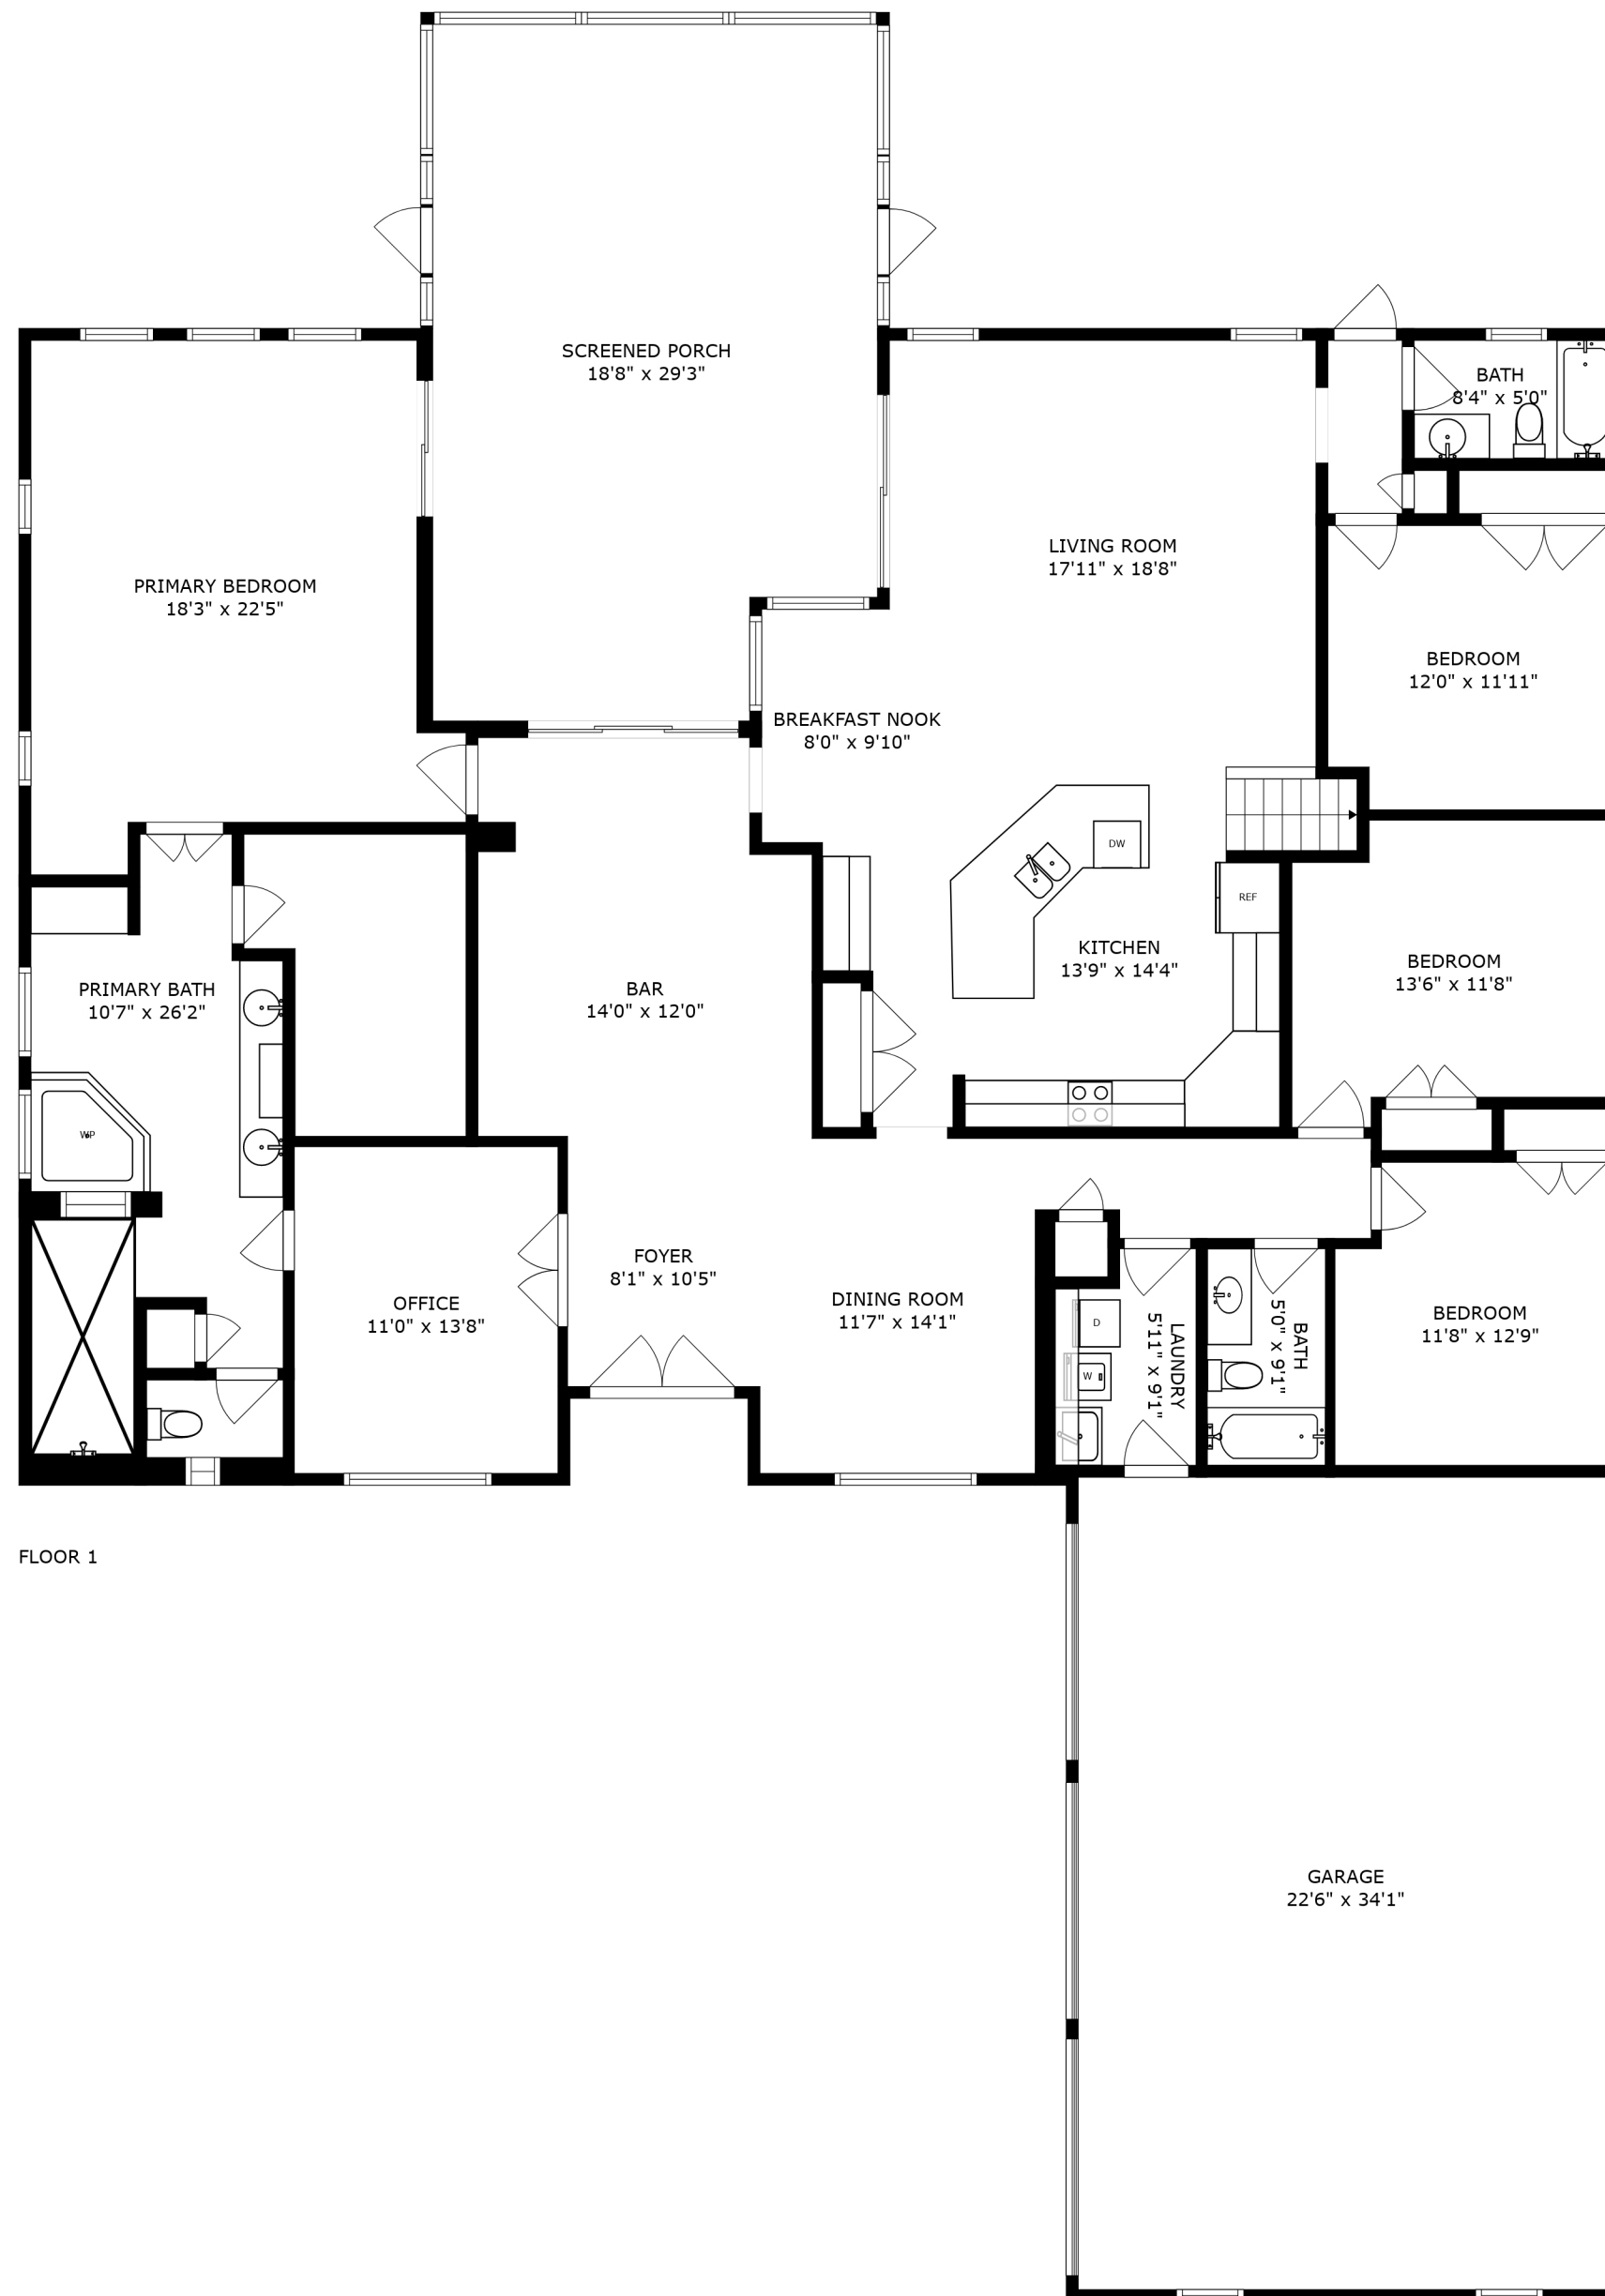 SCREENED PORCH
18'8" x 29'3"
BATH
8'4" x 5'0"
LIVING ROOM
17'11" x 18'8"
PRIMARY BEDROOM
18'3" x 22'5"
BEDROOM
12'0" x 11'11"
BREAKFAST NOOK
8'0" x 9'10"
DW
REF
KITCHEN
13'9" x 14'4"
BEDROOM
13'6" x 11'8"
PRIMARY BATH
10'7" x 26'2"
BAR
14'0" x 12'0"
WP
FOYER
8'1" x 10'5"
OFFICE
11'0" x 13'8"
DINING ROOM
11'7" x 14'1"
D
W
LAUNDRY
5'11" x 9'1"
BATH
5'0" x 9'1"
BEDROOM
11'8" x 12'9"
FLOOR 1
GARAGE
22'6" x 34'1"